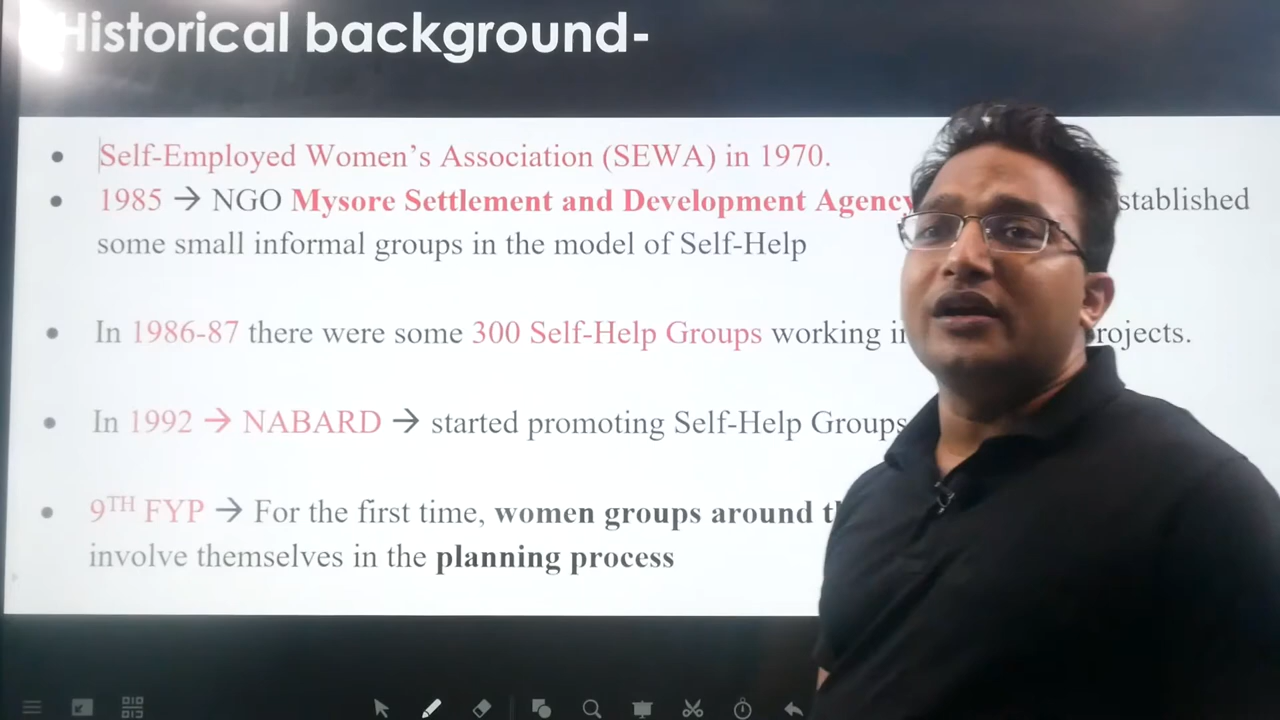 Historical background-
• Self-Employed Women's Association (SEWA) in 1970.
• 1985 → NGO Mysore Settlement and Development Agency stablished
some small informal groups in the model of Self-Help
• In 1986-87 there were some 300 Self-Help Groups working in rojects.
• In 1992 → NABARD → started promoting Self-Help Groups
• 9TH FYP → For the first time, women groups around
involve themselves in the planning process